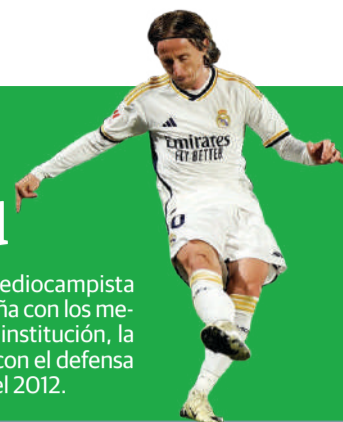 Emirates
FLY BETTER
ediocampista
ña con los me-
institución, la
con el defensa
el 2012.